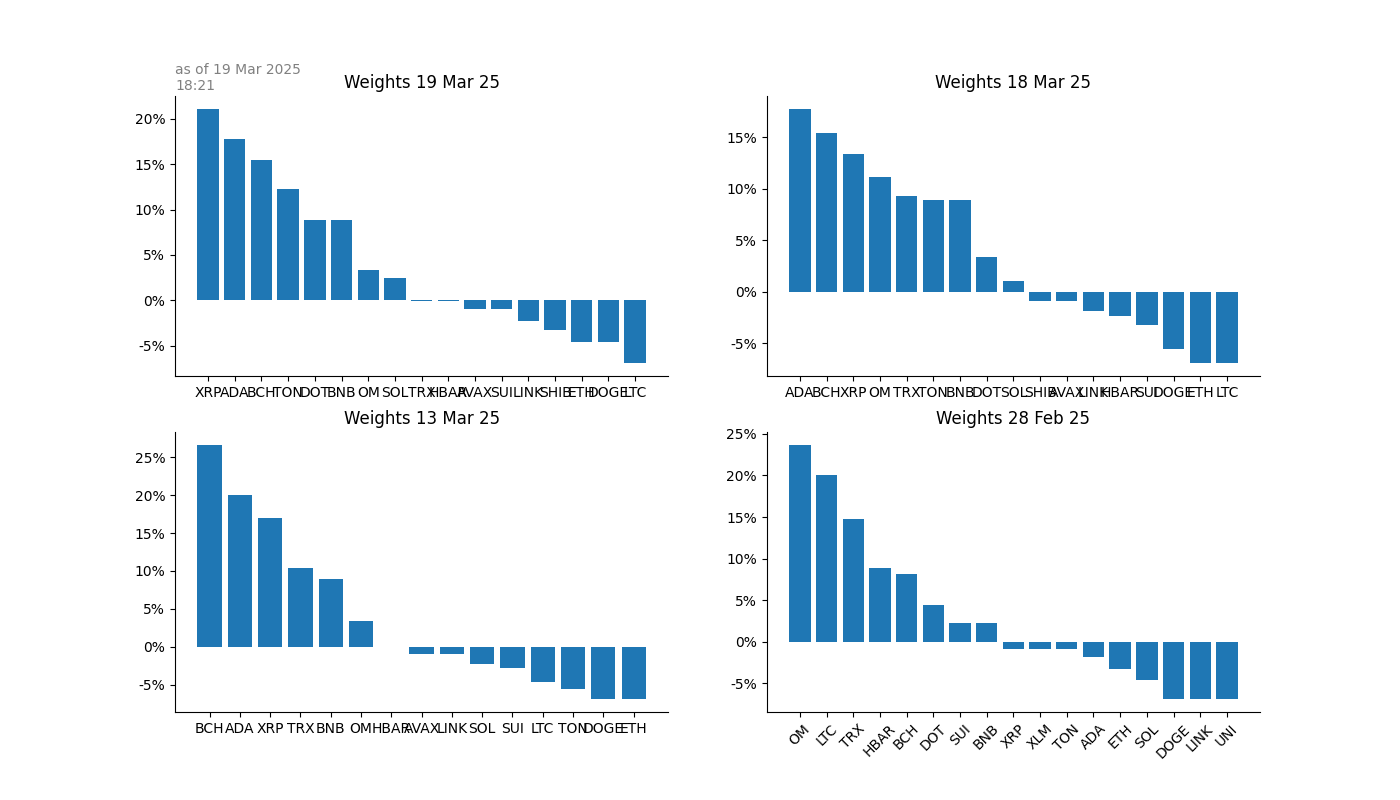 as of 19 Mar 2025
18:21
Weights 19 Mar 25
20%
15%
10%
5%
0%
-5%
XRP ADA BCH TON DOT BNB OM SOL TRX HBAR AVAX SUI LINK SHIB ETH DOGE LTC
Weights 18 Mar 25
15%
10%
5%
0%
-5%
ADA BCH XRP OM TRX TON BNB DOT SOL SHIB AVAX LINK HBAR SUI DOGE ETH LTC
Weights 13 Mar 25
25%
20%
15%
10%
5%
0%
-5%
BCH ADA XRP TRX BNB OM HBAR AVAX LINK SOL SUI LTC TON DOGE ETH
Weights 28 Feb 25
25%
20%
15%
10%
5%
0%
-5%
OM LTC TRX HBAR BCH DOT SUI BNB XRP XLM TON ADA ETH SOL DOGE LINK UNI